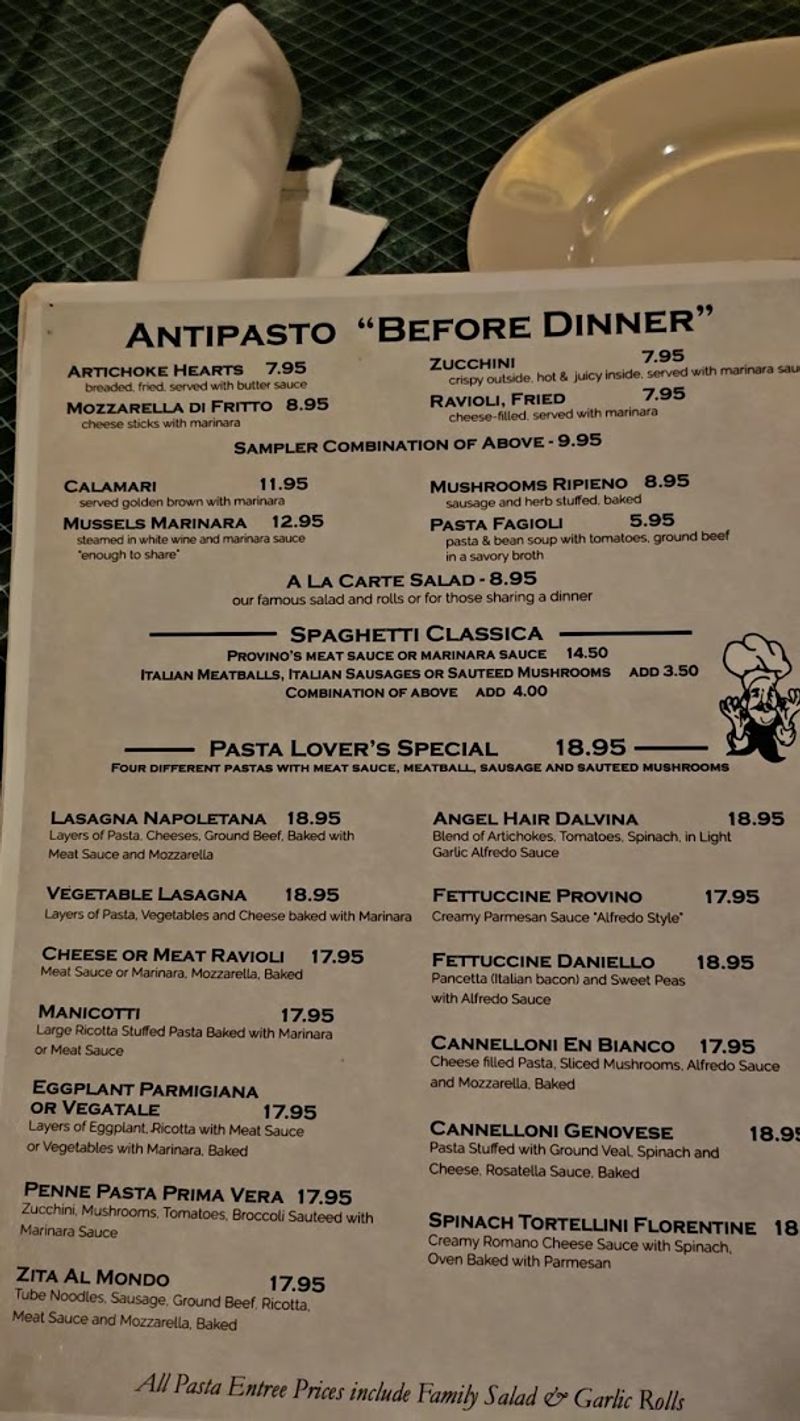 ANTIPASTO "BEFORE DINNER"
ARTICHOKE HEARTS 7.95
breaded, fried, served with butter sauce
MOZZARELLA DI FRITTO 8.95
cheese sticks with marinara
ZUCCHINI 7.95
crispy outside, hot & juicy inside, served with marinara
RAVIOLI, FRIED 7.95
cheese-filled, served with marinara
SAMPLER COMBINATION OF ABOVE - 9.95
CALAMARI 11.95
served golden brown with marinara
MUSSELS MARINARA 12.95
steamed in white wine and marinara sauce
"enough to share"
MUSHROOMS RIPIENO 8.95
sausage and herb stuffed, baked
PASTA FAGIOLI 5.95
pasta & bean soup with tomatoes, ground beef
in a savory broth
A LA CARTE SALAD - 8.95
our famous salad and rolls or for those sharing a dinner
SPAGHETTI CLASSICA
PROVINO'S MEAT SAUCE OR MARINARA SAUCE 14.50
ITALIAN MEATBALLS, ITALIAN SAUSAGES OR SAUTEED MUSHROOMS ADD 3.50
COMBINATION OF ABOVE ADD 4.00
PASTA LOVER'S SPECIAL 18.95
FOUR DIFFERENT PASTAS WITH MEAT SAUCE, MEATBALL, SAUSAGE AND SAUTEED MUSHROOMS
LASAGNA NAPOLETANA 18.95
Layers of Pasta, Cheeses, Ground Beef, Baked with
Meat Sauce and Mozzarella
VEGETABLE LASAGNA 18.95
Layers of Pasta, Vegetables and Cheese baked with Marinara
CHEESE OR MEAT RAVIOLI 17.95
Meat Sauce or Marinara, Mozzarella, Baked
MANICOTTI 17.95
Large Ricotta Stuffed Pasta Baked with Marinara
or Meat Sauce
EGGPLANT PARMIGIANA
OR VEGATALE 17.95
Layers of Eggplant, Ricotta with Meat Sauce
or Vegetables with Marinara, Baked
PENNE PASTA PRIMA VERA 17.95
Zucchini, Mushrooms, Tomatoes, Broccoli Sauteed with
Marinara Sauce
ZITA AL MONDO 17.95
Tube Noodles, Sausage, Ground Beef, Ricotta,
Meat Sauce and Mozzarella, Baked
ANGEL HAIR DALVINA 18.95
Blend of Artichokes, Tomatoes, Spinach, in Light
Garlic Alfredo Sauce
FETTUCCINE PROVINO 17.95
Creamy Parmesan Sauce "Alfredo Style"
FETTUCCINE DANIELLO 18.95
Pancetta (Italian bacon) and Sweet Peas
with Alfredo Sauce
CANNELLONI EN BIANCO 17.95
Cheese filled Pasta, Sliced Mushrooms, Alfredo Sauce
and Mozzarella, Baked
CANNELLONI GENOVESE 18.95
Pasta Stuffed with Ground Veal, Spinach and
Cheese, Rosatella Sauce, Baked
SPINACH TORTELLINI FLORENTINE 18
Creamy Romano Cheese Sauce with Spinach,
Oven Baked with Parmesan
All Pasta Entree Prices include Family Salad & Garlic Rolls